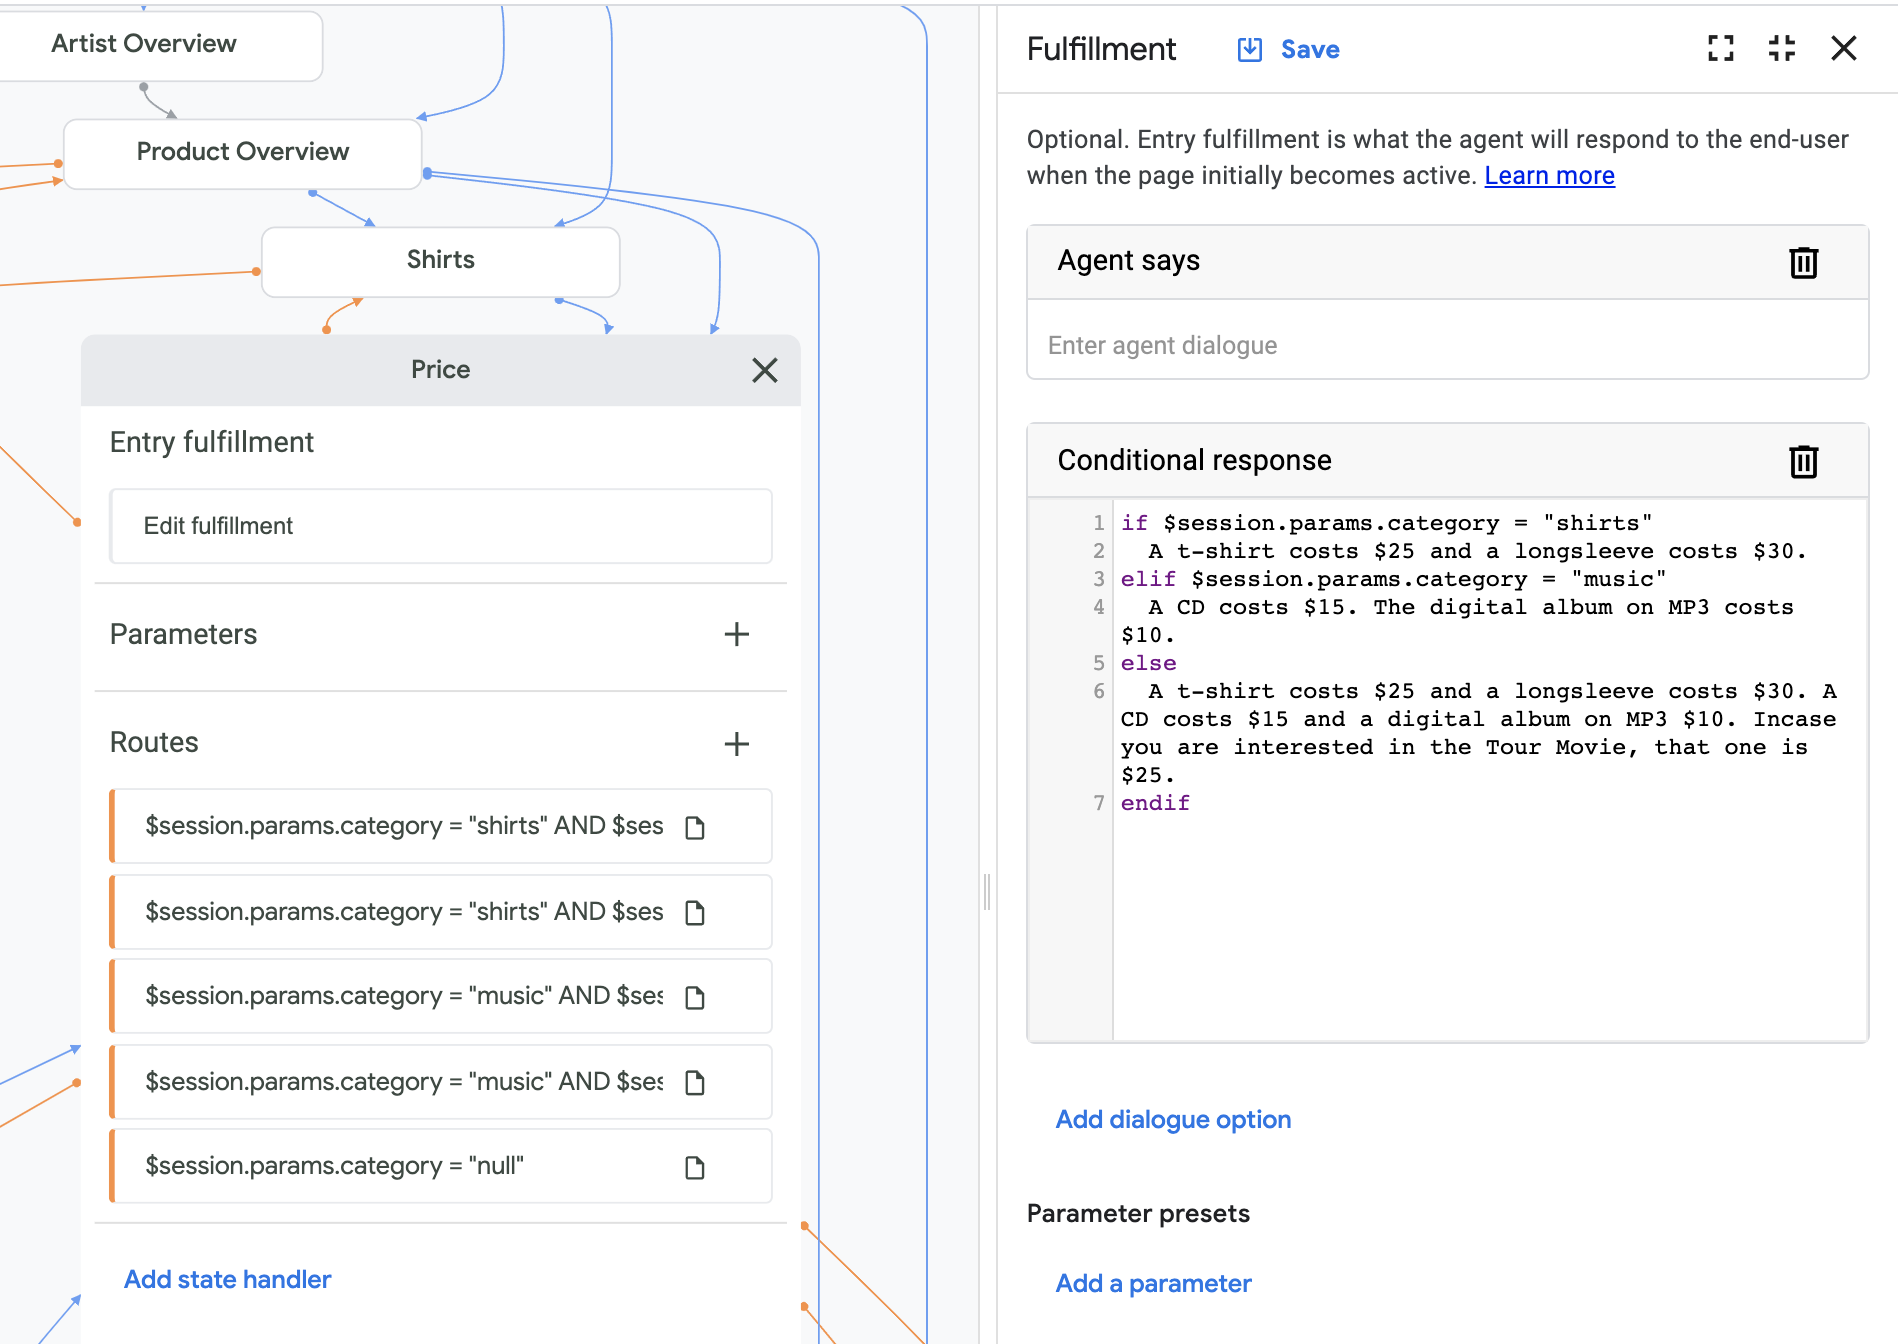 Artist Overview
Product Overview
Shirts
Price
Entry fulfillment
Edit fulfillment
Parameters
Routes
$session.params.category = "shirts" AND $ses
$session.params.category = "shirts" AND $ses
$session.params.category = "music" AND $ses
$session.params.category = "music" AND $ses
$session.params.category = "null"
Add state handler
Fulfillment
Save
Optional. Entry fulfillment is what the agent will respond to the end-user
when the page initially becomes active. Learn more
Agent says
Enter agent dialogue
Conditional response
1 if $session.params.category = "shirts"
2 A t-shirt costs $25 and a longsleeve costs $30.
3 elif $session.params.category = "music"
4 A CD costs $15. The digital album on MP3 costs
$10.
5 else
6 A t-shirt costs $25 and a longsleeve costs $30. A
CD costs $15 and a digital album on MP3 $10. Incase
you are interested in the Tour Movie, that one is
$25.
7 endif
Add dialogue option
Parameter presets
Add a parameter